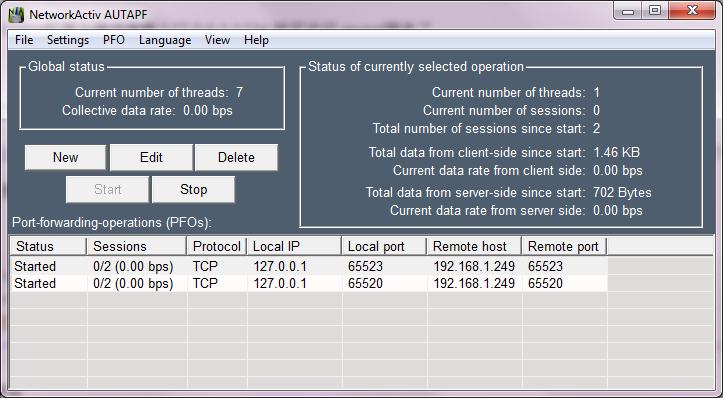 NetworkActiv AUTAPF
File Settings PFO Language View Help
Global status
Current number of threads: 7
Collective data rate: 0.00 bps
New Edit Delete
Start Stop
Status of currently selected operation
Current number of threads: 1
Current number of sessions: 0
Total number of sessions since start: 2
Total data from client-side since start: 1.46 KB
Current data rate from client side: 0.00 bps
Total data from server-side since start: 702 Bytes
Current data rate from server side: 0.00 bps
Port-forwarding-operations (PFOs):
Status Sessions Protocol Local IP Local port Remote host Remote port
Started 0/2 (0.00 bps) TCP 127.0.0.1 65523 192.168.1.249 65523
Started 0/2 (0.00 bps) TCP 127.0.0.1 65520 192.168.1.249 65520